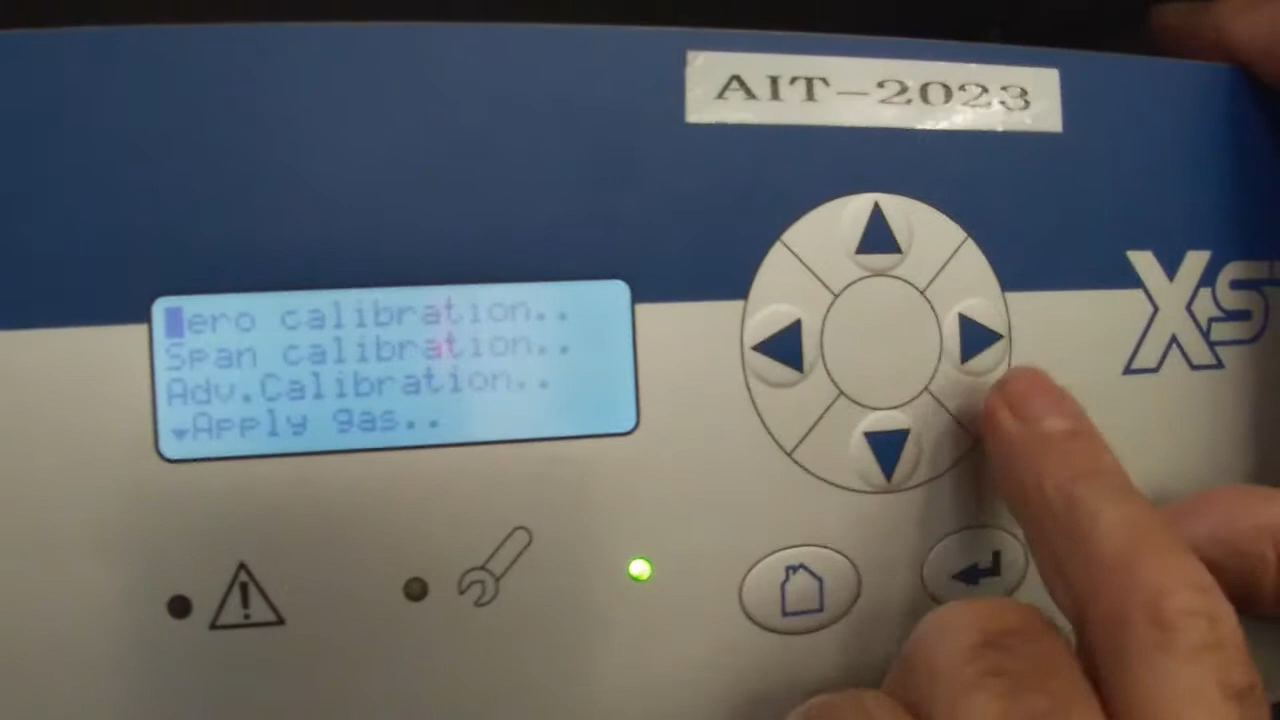 AIT-2023
Zero calibration..
Span calibration..
Adv.Calibration..
Apply gas..